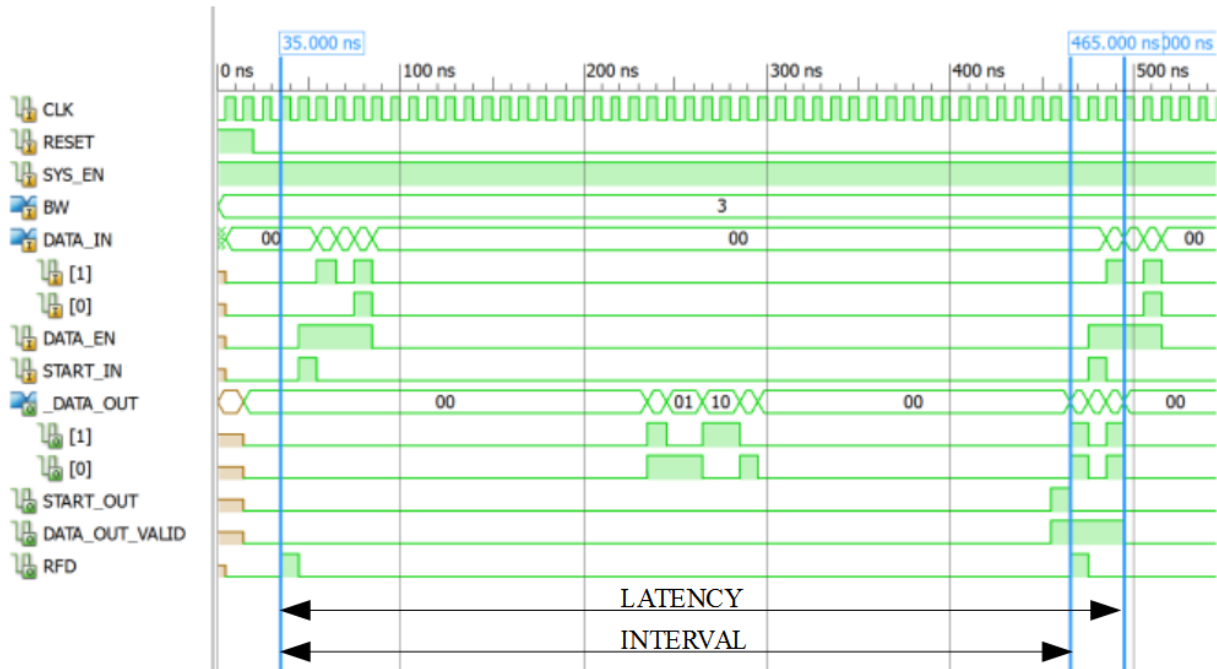 35.000 ns 465.000 ns 000 ns
0 ns 100 ns 200 ns 300 ns 400 ns 500 ns
CLK
RESET
SYS_EN
BW 3
DATA_IN 00 00 00
[1]
[0]
DATA_EN
START_IN
_DATA_OUT 00 01 10 00 00
[1]
[0]
START_OUT
DATA_OUT_VALID
RFD
LATENCY
INTERVAL